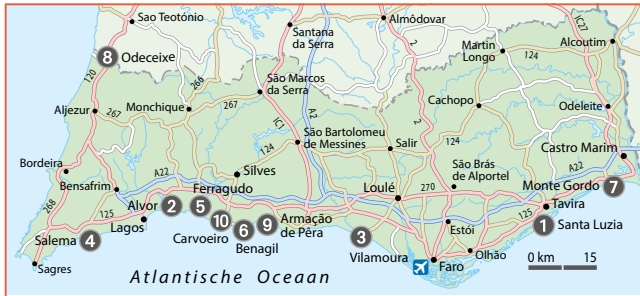 Sao Teotónio
Santana
da Serra
Almôdovar
IC27
2
Martin
Longo
Alcoutim
124
8
Odeceixe
120
266
São Marcos
da Serra
A2
2
Cachopo
Odeleite
Aljezur
267
Monchique
267
IC1
São Bartolomeu
de Messines
Salir
124
122
Castro Marim
Bordeira
124
Silves
São Brás
de Alportel
A22
Monte Gordo
7
Bensafrim
A22
Ferragudo
Loulé
270
Tavira
268
125
Alvor
2
5
10
6
9
Armação
de Pêra
3
125
1
Santa Luzia
Salema
4
Lagos
Carvoeiro
Benagil
Vilamoura
Estói
Sagres
Faro
Olhão
0 km
15
Atlantische Oceaan